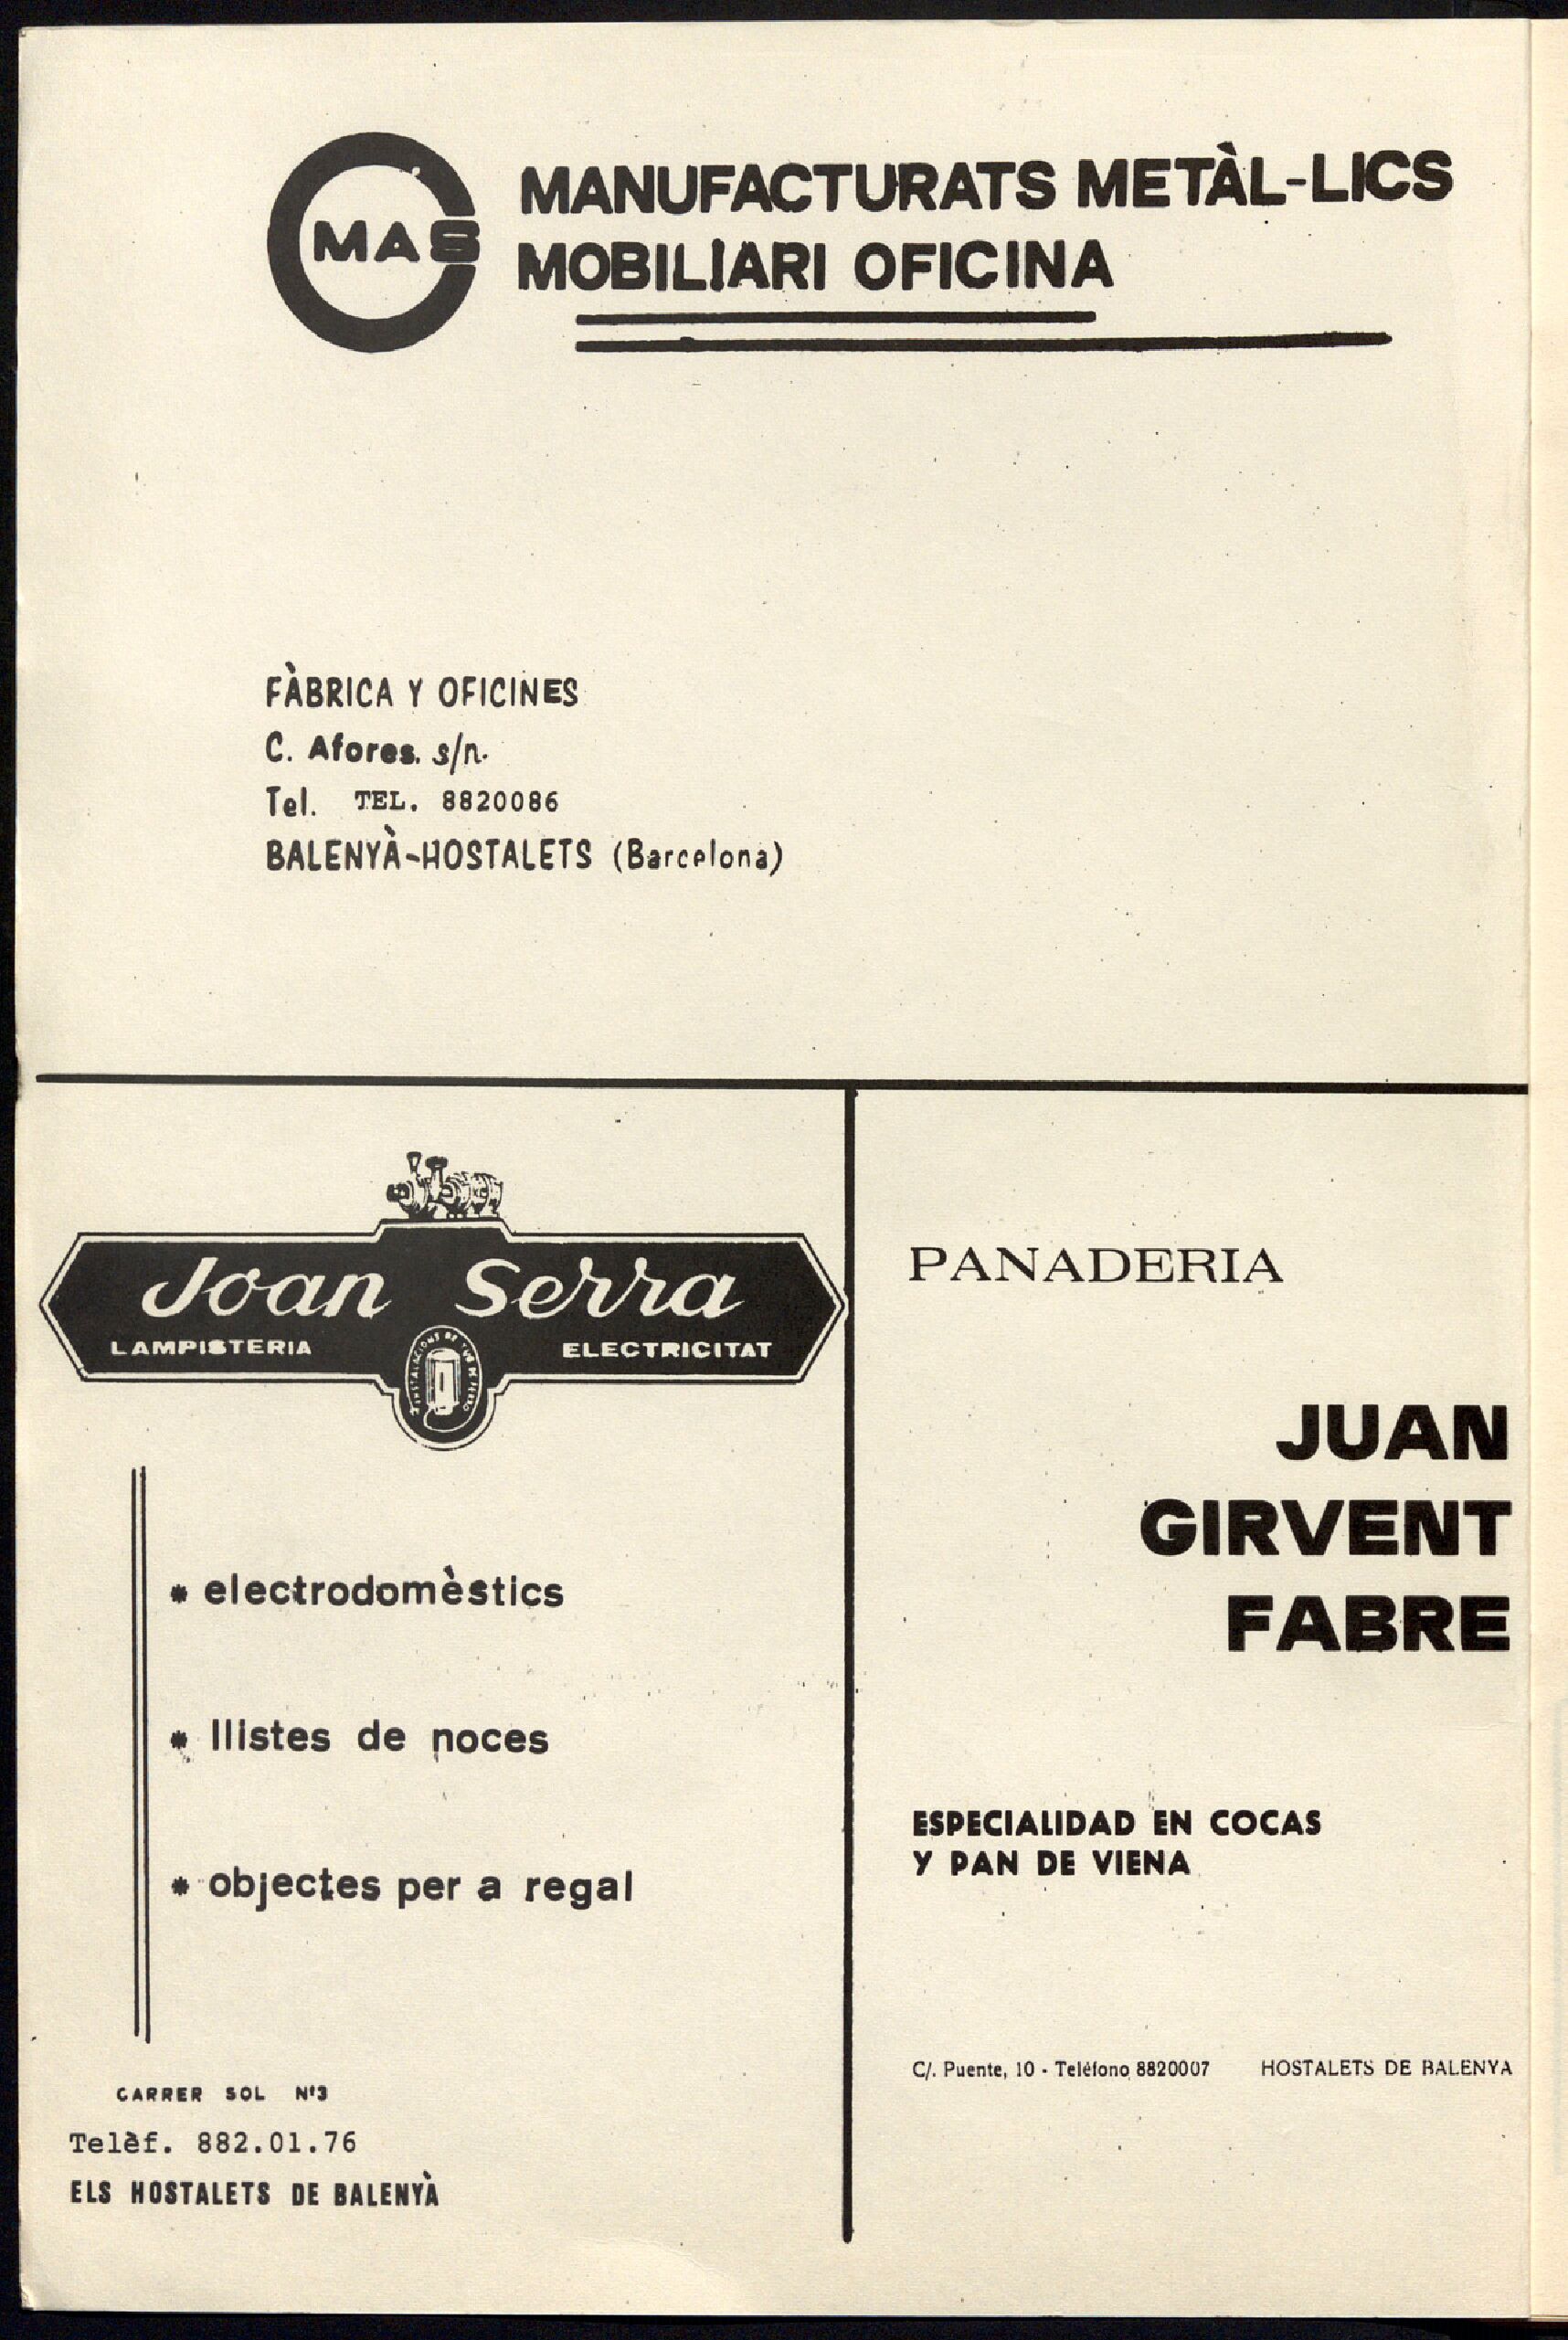 MAS
MANUFACTURATS METÀL-LICS
MOBILIARI OFICINA
FÀBRICA Y OFICINES
C. Afores. s/n.
Tel. TEL. 8820086
BALENYÀ-HOSTALETS (Barcelona)
Joan Serra
LAMPISTERIA ELECTRICITAT
* electrodomèstics
* llistes de noces
* objectes per a regal
CARRER SOL Nº3
Telèf. 882.01.76
ELS HOSTALETS DE BALENYÀ
PANADERIA
JUAN
GIRVENT
FABRE
ESPECIALIDAD EN COCAS
Y PAN DE VIENA
C/. Puente, 10 - Teléfono 8820007 HOSTALETS DE BALENYA